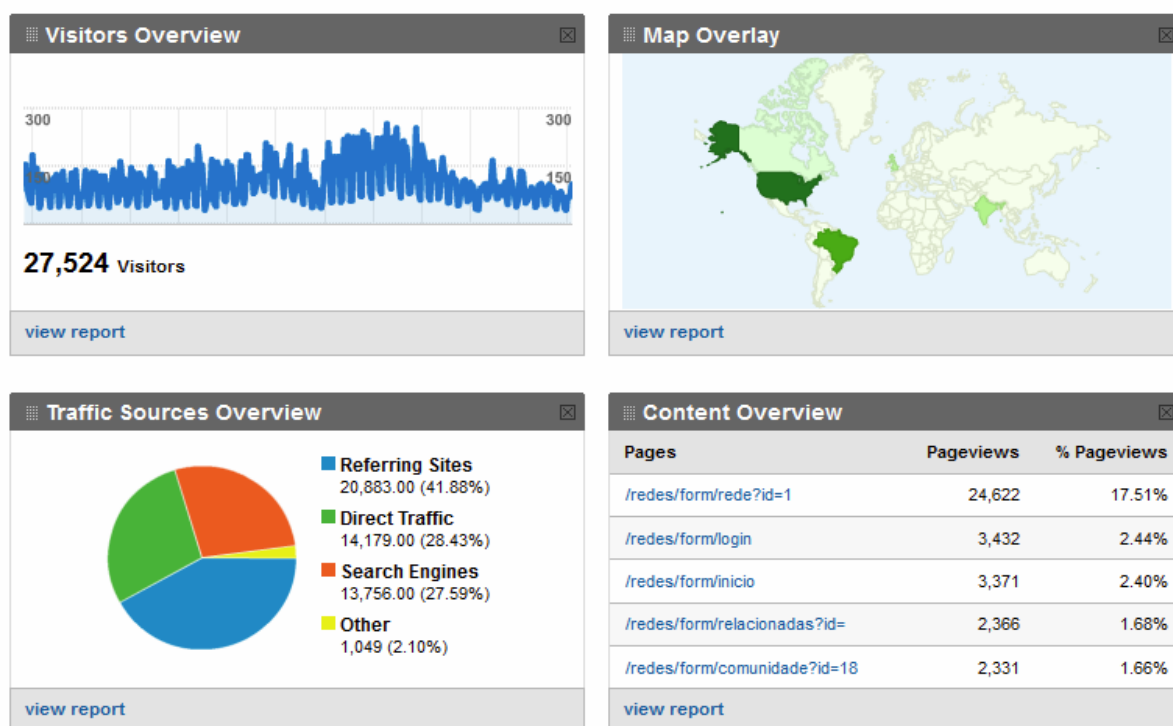 Visitors Overview
300
300
150
27,524 Visitors
view report
Map Overlay
view report
Traffic Sources Overview
Referring Sites
20,883.00 (41.88%)
Direct Traffic
14,179.00 (28.43%)
Search Engines
13,756.00 (27.59%)
Other
1,049 (2.10%)
view report
Content Overview
Pages Pageviews % Pageviews
/redes/form/rede?id=1 24,622 17.51%
/redes/form/login 3,432 2.44%
/redes/form/inicio 3,371 2.40%
/redes/form/relacionadas?id= 2,366 1.68%
/redes/form/comunidade?id=18 2,331 1.66%
view report